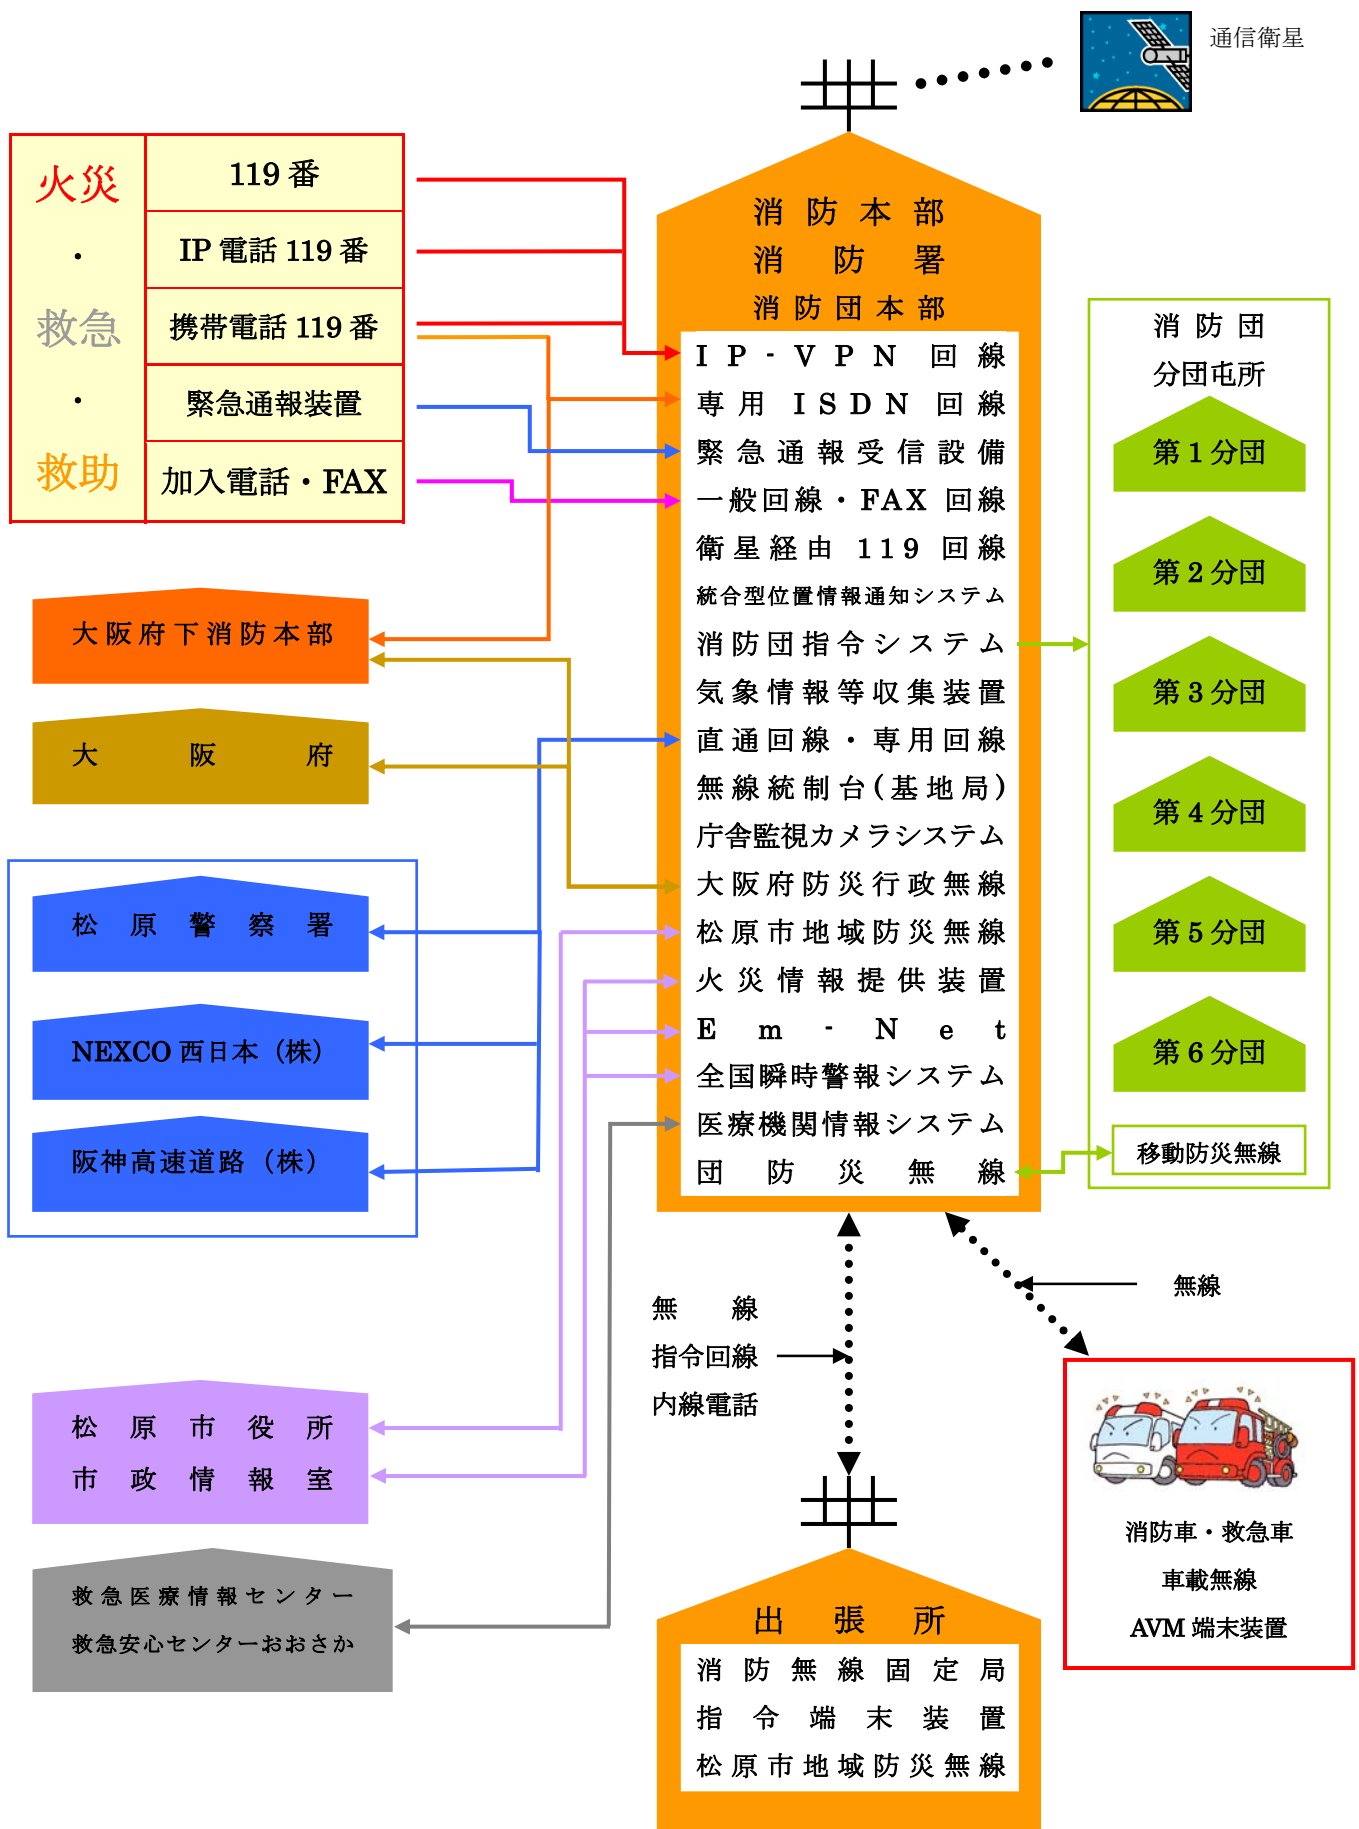 通信衛星
火災
・
救急
・
救助
119番
IP電話119番
携帯電話119番
緊急通報装置
加入電話・FAX
大阪府下消防本部
大阪府
松原警察署
NEXCO西日本（株）
阪神高速道路（株）
松原市役所
市政情報室
救急医療情報センター
救急安心センターおおさか
消防本部
消防署
消防団本部
IP-VPN回線
専用ISDN回線
緊急通報受信設備
一般回線・FAX回線
衛星経由119回線
統合型位置情報通知システム
消防団指令システム
気象情報等収集装置
直通回線・専用回線
無線統制台(基地局)
庁舎監視カメラシステム
大阪府防災行政無線
松原市地域防災無線
火災情報提供装置
Em-Net
全国瞬時警報システム
医療機関情報システム
団防災無線
消防団
分団屯所
第1分団
第2分団
第3分団
第4分団
第5分団
第6分団
移動防災無線
無線
指令回線
内線電話
無線
消防車・救急車
車載無線
AVM端末装置
出張所
消防無線固定局
指令端末装置
松原市地域防災無線